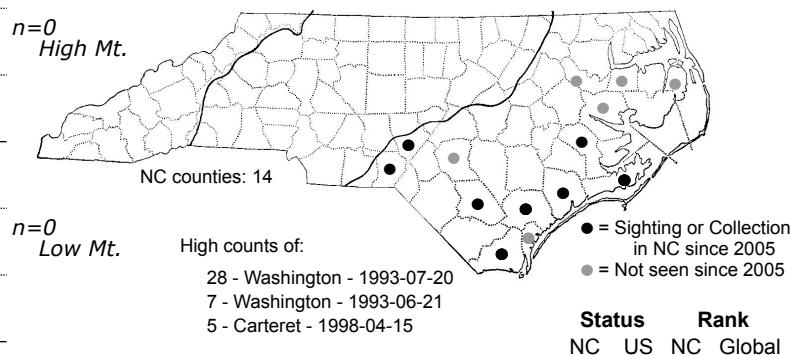 n=0
High Mt.
NC counties: 14
n=0
Low Mt.
High counts of:
28 - Washington - 1993-07-20
7 - Washington - 1993-06-21
5 - Carteret - 1998-04-15
= Sighting or Collection
in NC since 2005
= Not seen since 2005
Status Rank
NC US NC Global